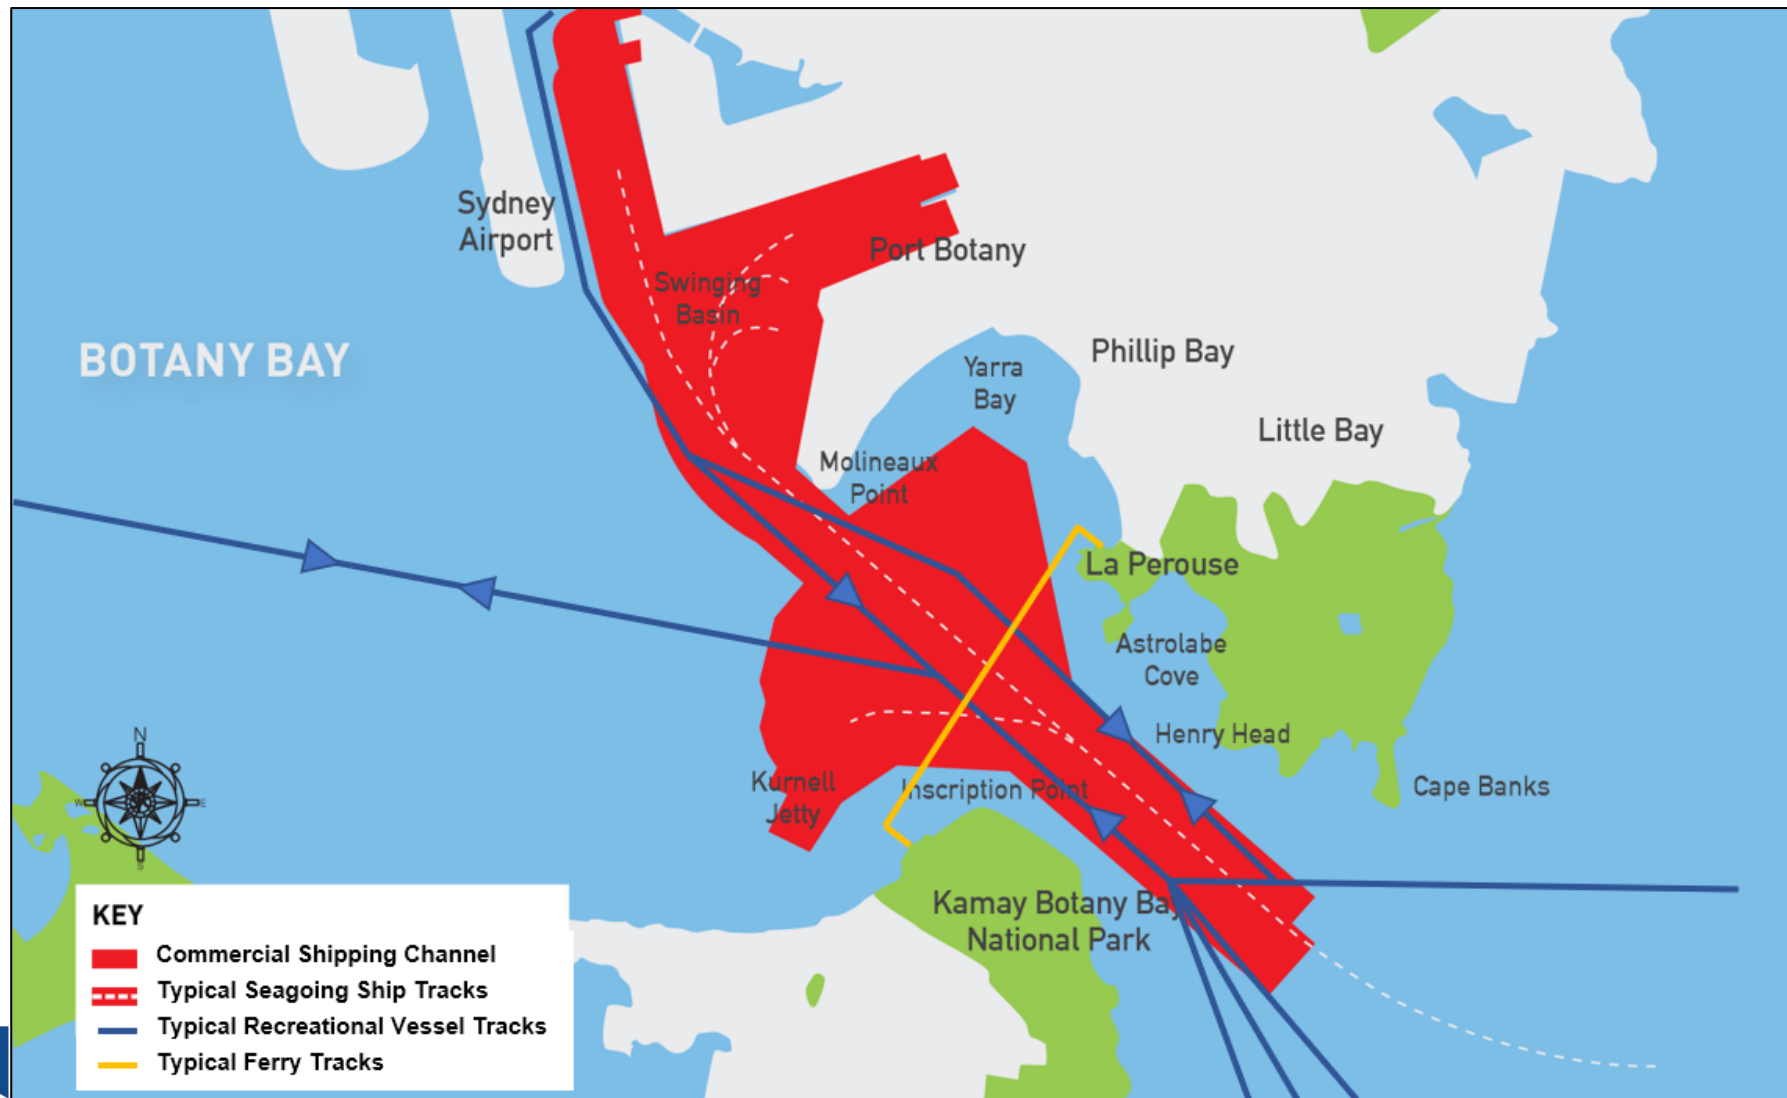 Sydney
Airport
Port Botany
Swinging
Basin
BOTANY BAY
Phillip Bay
Yarra
Bay
Little Bay
Molineaux
Point
La Perouse
Astrolabe
Cove
Henry Head
N
W
E
S
Kurnell
Jetty
Inscription Point
Cape Banks
Kamay Botany Bay
National Park
KEY
Commercial Shipping Channel
Typical Seagoing Ship Tracks
Typical Recreational Vessel Tracks
Typical Ferry Tracks